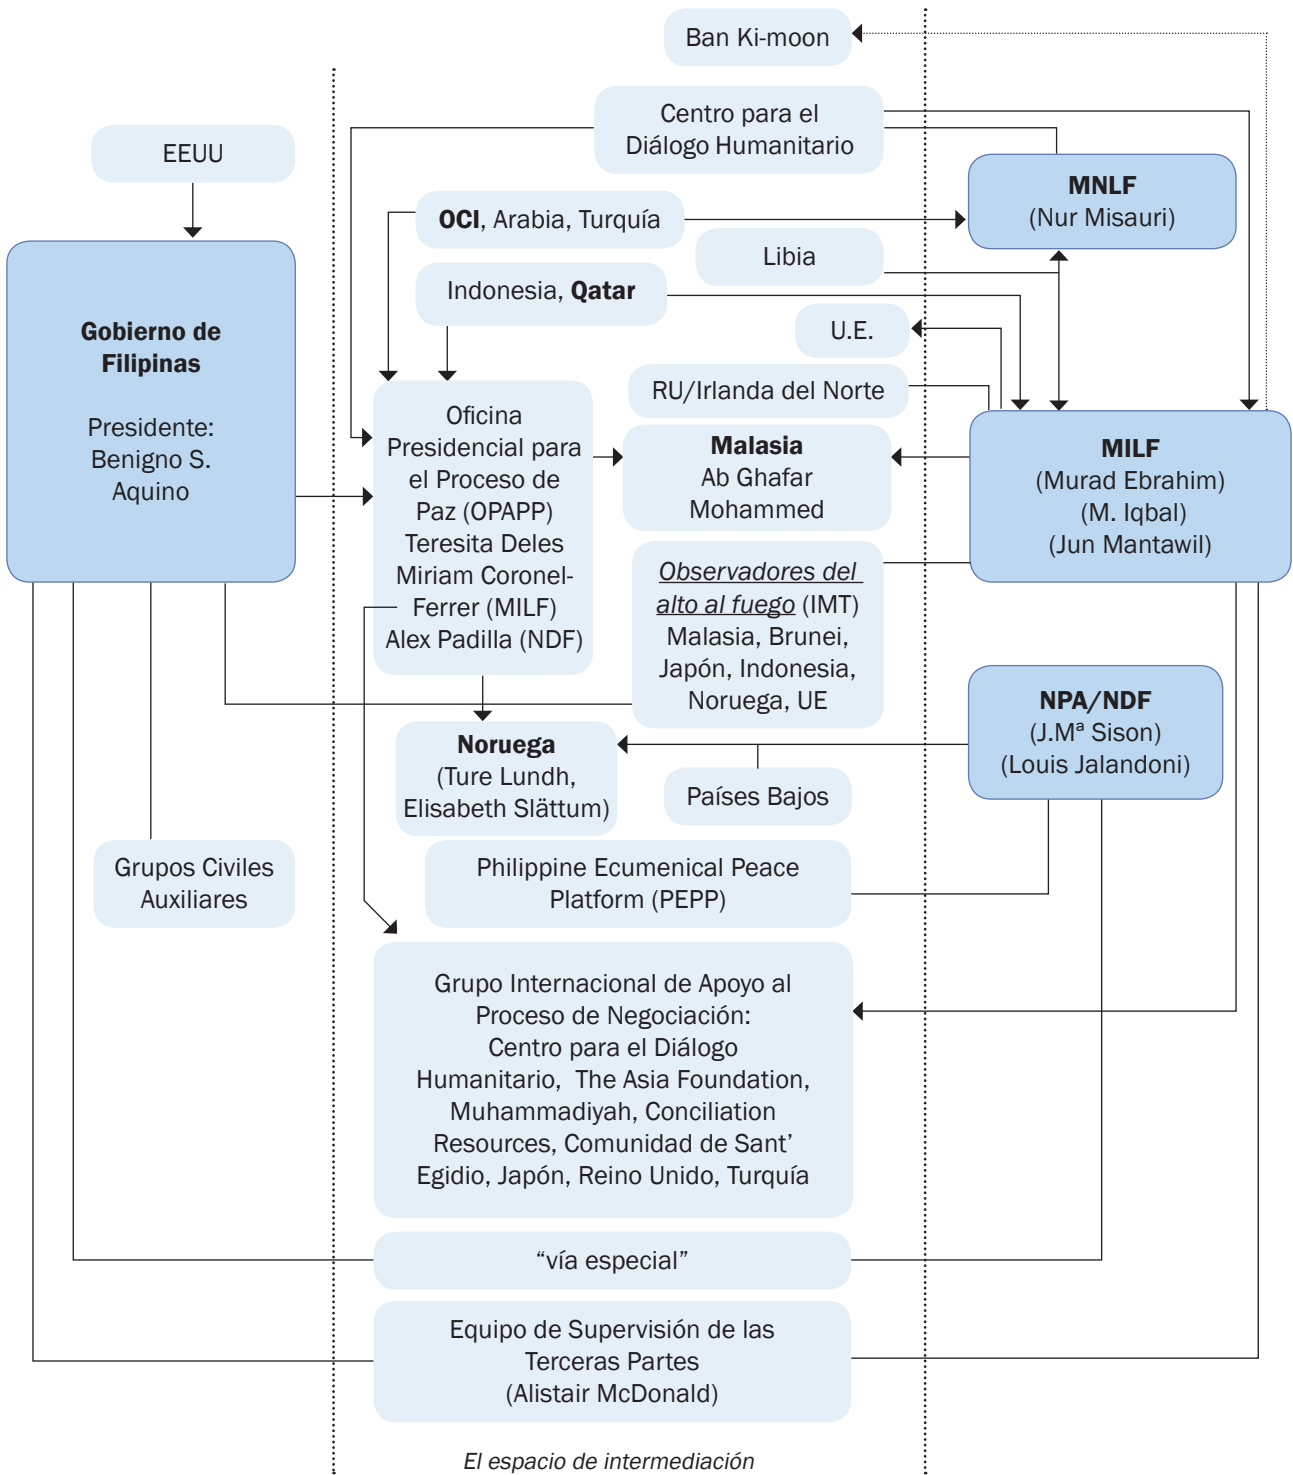 Ban Ki-moon
Centro para el
Diálogo Humanitario
EEUU
MNLF
(Nur Misauri)
OCI, Arabia, Turquía
Libia
Indonesia, Qatar
U.E.
Gobierno de
Filipinas
Presidente:
Benigno S.
Aquino
RU/Irlanda del Norte
Oficina
Presidencial para
el Proceso de
Paz (OPAPP)
Teresita Deles
Miriam Coronel-
Ferrer (MILF)
Alex Padilla (NDF)
Malasia
Ab Ghafar
Mohammed
MILF
(Murad Ebrahim)
(M. Iqbal)
(Jun Mantawil)
Observadores del
alto al fuego (IMT)
Malasia, Brunei,
Japón, Indonesia,
Noruega, UE
NPA/NDF
(J.Mª Sison)
(Louis Jalandoni)
Noruega
(Ture Lundh,
Elisabeth Slättum)
Países Bajos
Grupos Civiles
Auxiliares
Philippine Ecumenical Peace
Platform (PEPP)
Grupo Internacional de Apoyo al
Proceso de Negociación:
Centro para el Diálogo
Humanitario, The Asia Foundation,
Muhammadiyah, Conciliation
Resources, Comunidad de Sant’
Egidio, Japón, Reino Unido, Turquía
“vía especial”
Equipo de Supervisión de las
Terceras Partes
(Alistair McDonald)
El espacio de intermediación